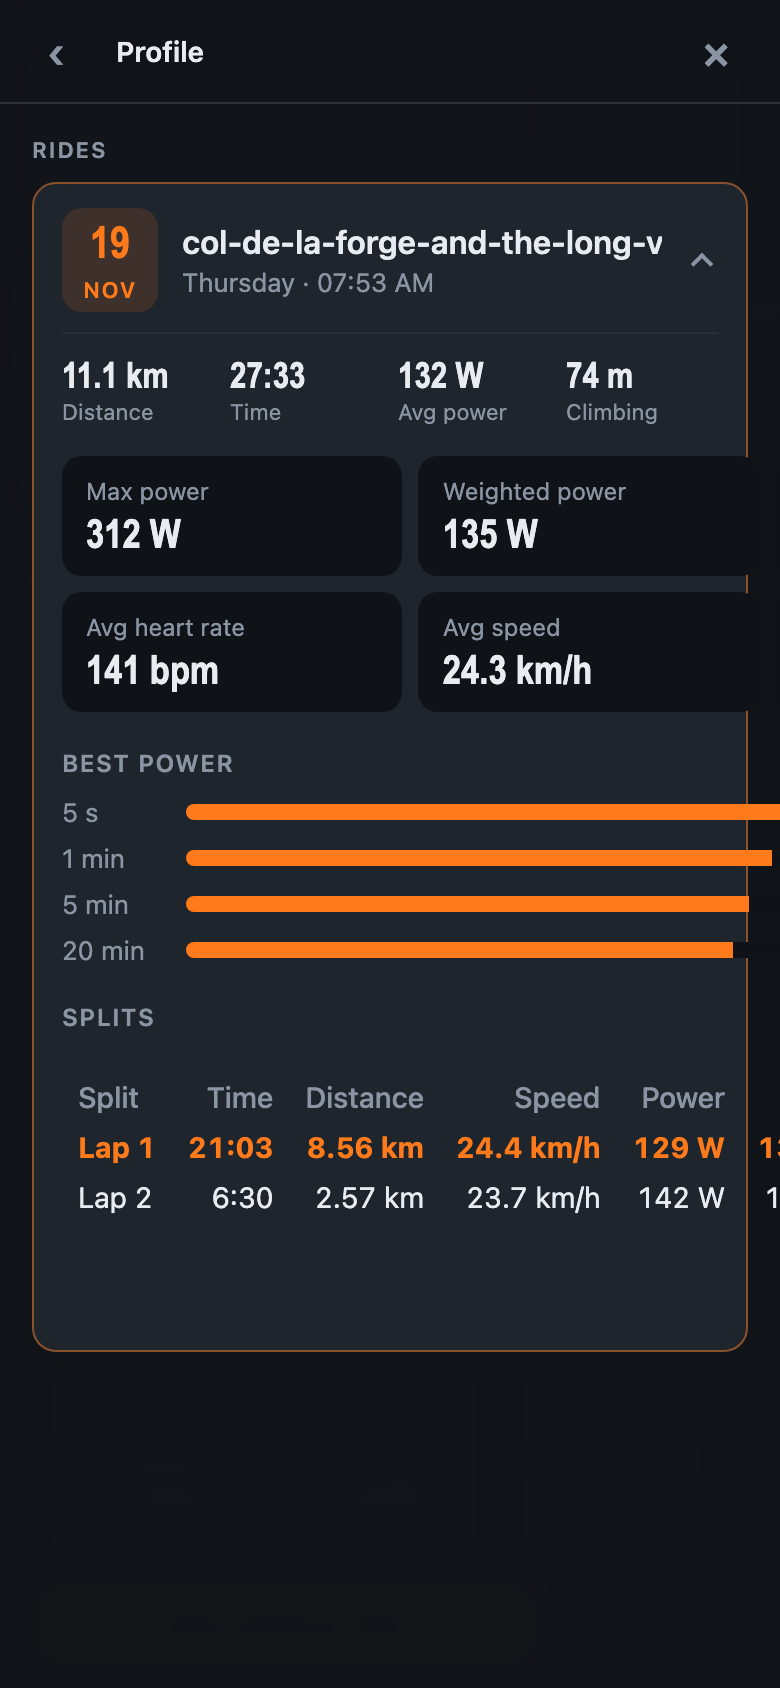 Profile
RIDES
19
NOV
col-de-la-forge-and-the-long-v
Thursday · 07:53 AM
11.1 km 27:33 132 W 74 m
Distance Time Avg power Climbing
Max power Weighted power
312 W 135 W
Avg heart rate Avg speed
141 bpm 24.3 km/h
BEST POWER
5 s
1 min
5 min
20 min
SPLITS
Split Time Distance Speed Power
Lap 1 21:03 8.56 km 24.4 km/h 129 W
Lap 2 6:30 2.57 km 23.7 km/h 142 W